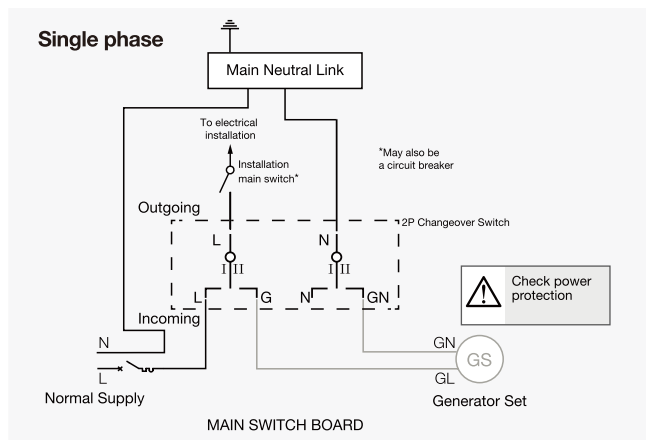 Single phase
Main Neutral Link
To electrical
installation
Installation
main switch*
*May also be
a circuit breaker
Outgoing
2P Changeover Switch
L
N
I II
I II
L
G
N
GN
Incoming
Check power
protection
N
L
Normal Supply
GN
GS
GL
Generator Set
MAIN SWITCH BOARD